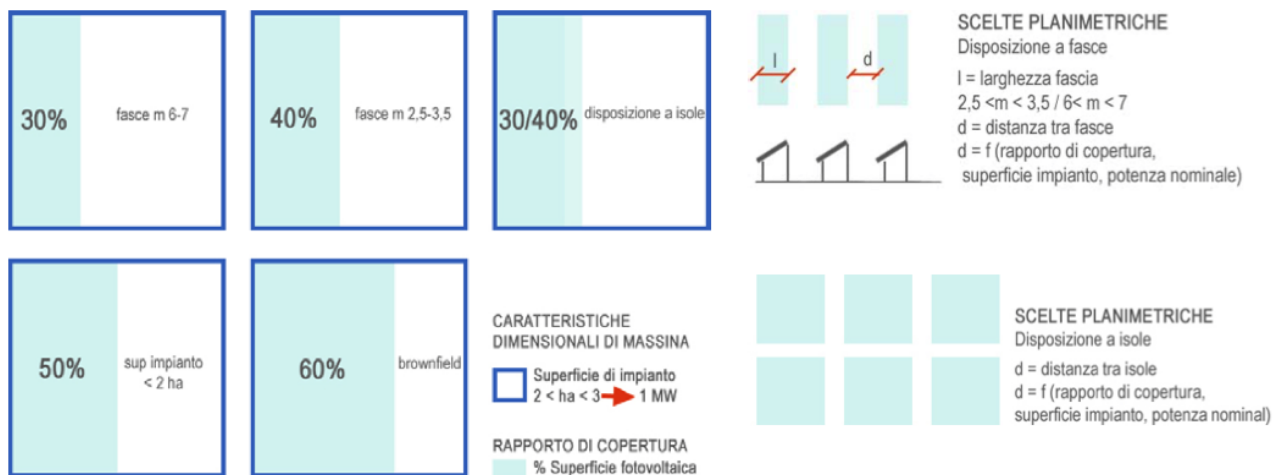 30%
fasce m 6-7
40%
fasce m 2,5-3,5
30/40%
disposizione a isole
l
d
SCELTE PLANIMETRICHE
Disposizione a fasce
l = larghezza fascia
2,5 <m < 3,5 / 6< m < 7
d = distanza tra fasce
d = f (rapporto di copertura,
superficie impianto, potenza nominale)
50%
sup impianto
< 2 ha
60%
brownfield
CARATTERISTICHE
DIMENSIONALI DI MASSINA
Superficie di impianto
2 < ha < 3 1 MW
RAPPORTO DI COPERTURA
% Superficie fotovoltaica
SCELTE PLANIMETRICHE
Disposizione a isole
d = distanza tra isole
d = f (rapporto di copertura,
superficie impianto, potenza nominal)